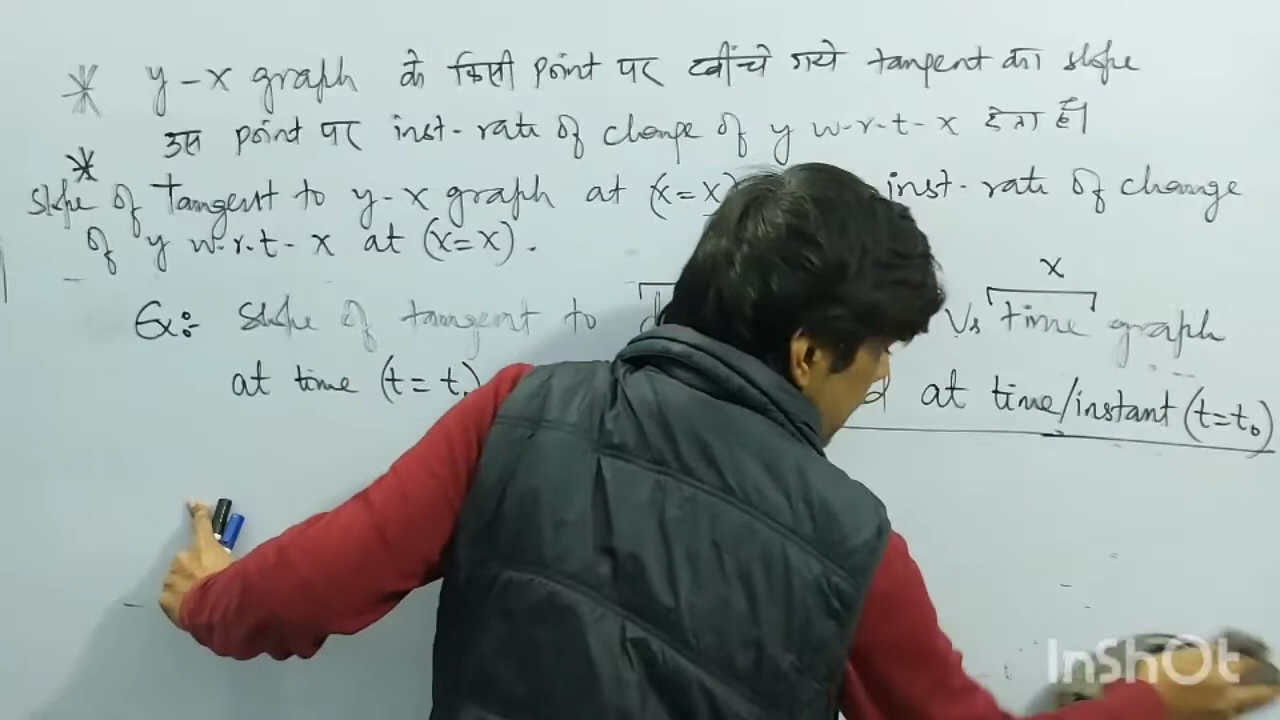 * y-x graph के किसी point पर खींचे गये tangent का slope
उस point पर inst-rate of change of y w-r-t-x देता है।
*
slope of Tangent to y-x graph at (x=x) inst-rate of change
of y w-r-t-x at (x=x).
x
Ex:- slope of tangent to Vs time graph
at time (t=t at time/instant (t=t₀)
InShOt